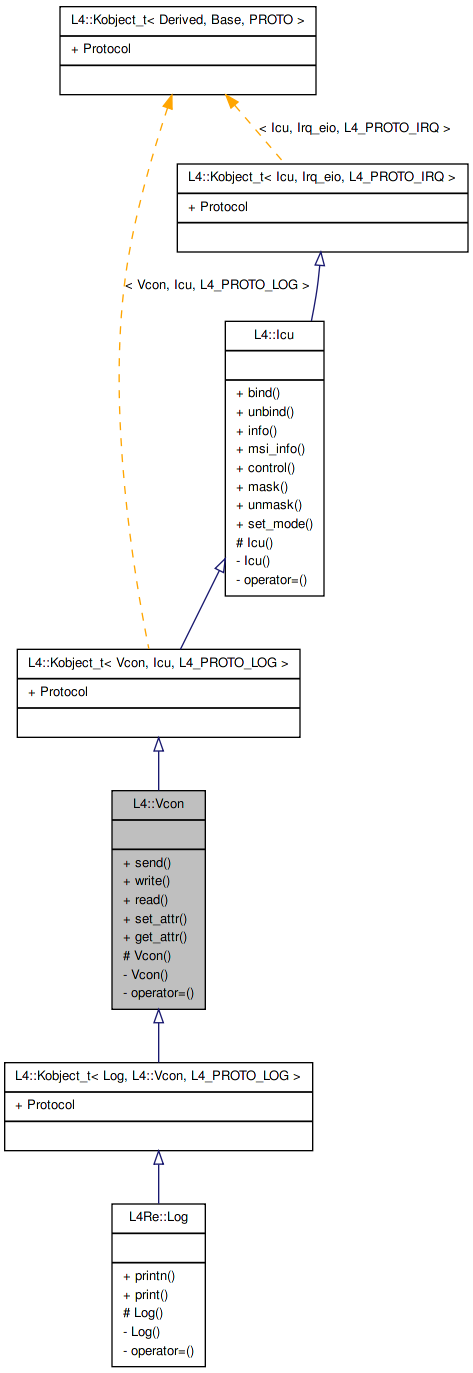 L4::Kobject_t< Derived, Base, PROTO >
+ Protocol
< Icu, Irq_eio, L4_PROTO_IRQ >
L4::Kobject_t< Icu, Irq_eio, L4_PROTO_IRQ >
+ Protocol
< Vcon, Icu, L4_PROTO_LOG >
L4::Icu
+ bind()
+ unbind()
+ info()
+ msi_info()
+ control()
+ mask()
+ unmask()
+ set_mode()
# Icu()
- Icu()
- operator=()
L4::Kobject_t< Vcon, Icu, L4_PROTO_LOG >
+ Protocol
L4::Vcon
+ send()
+ write()
+ read()
+ set_attr()
+ get_attr()
# Vcon()
- Vcon()
- operator=()
L4::Kobject_t< Log, L4::Vcon, L4_PROTO_LOG >
+ Protocol
L4Re::Log
+ printn()
+ print()
# Log()
- Log()
- operator=()